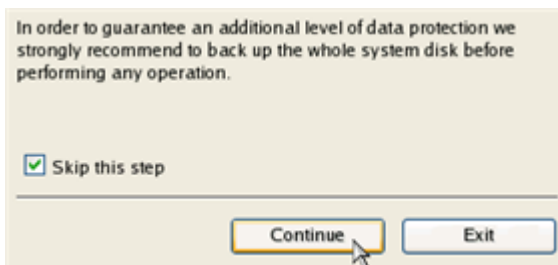 In order to guarantee an additional level of data protection we
strongly recommend to back up the whole system disk before
performing any operation.
Skip this step
Continue
Exit